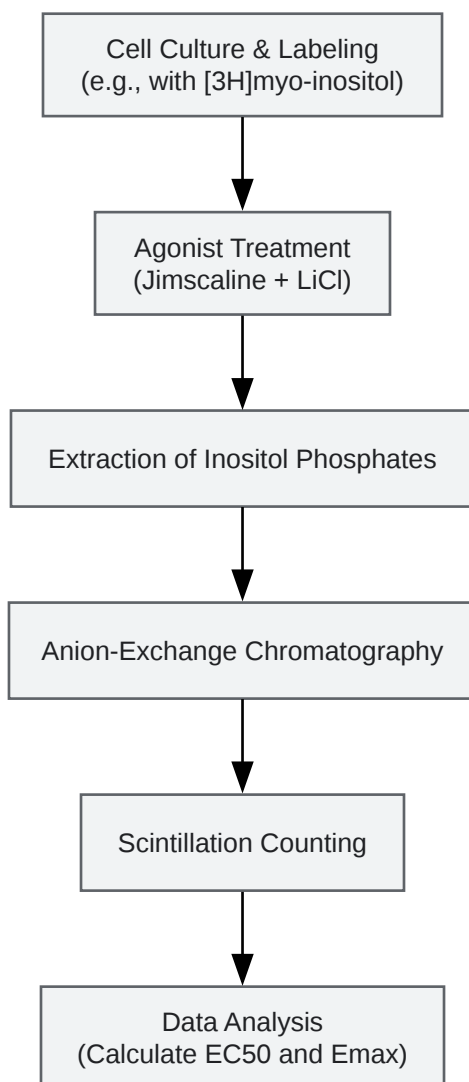 Cell Culture & Labeling
(e.g., with [3H]myo-inositol)
Agonist Treatment
(Jimscaline + LiCl)
Extraction of Inositol Phosphates
Anion-Exchange Chromatography
Scintillation Counting
Data Analysis
(Calculate EC50 and Emax)